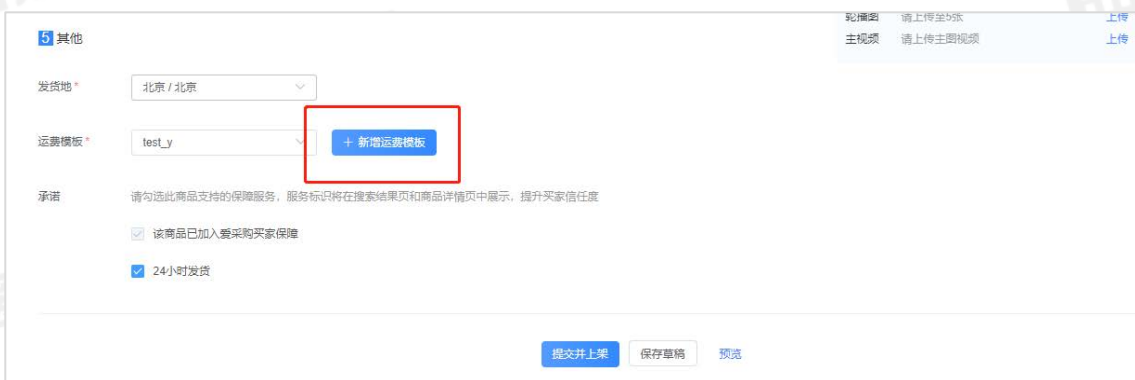 轮播图 请上传至5张 上传
5 其他
主视频 请上传主图视频 上传
发货地 * 北京 / 北京
运费模板 * test_y + 新增运费模板
承诺 请勾选此商品支持的保障服务，服务标识将在搜索结果页和商品详情页中展示，提升买家信任度
该商品已加入爱采购买家保障
24小时发货
提交并上架 保存草稿 预览